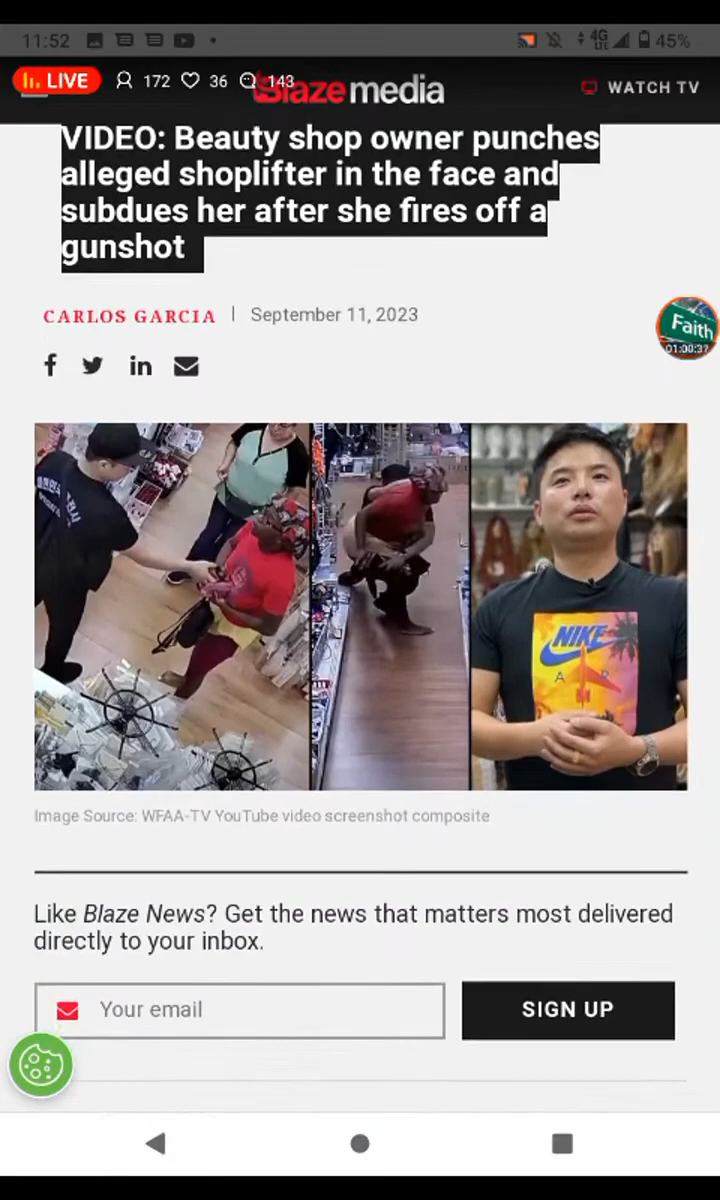 11:52
4G
LTE
45%
LIVE 172 36 143
Blaze media
WATCH TV
VIDEO: Beauty shop owner punches
alleged shoplifter in the face and
subdues her after she fires off a
gunshot
CARLOS GARCIA | September 11, 2023
Faith
01:00:37
NIKE
A R
Image Source: WFAA-TV YouTube video screenshot composite
Like Blaze News? Get the news that matters most delivered
directly to your inbox.
Your email
SIGN UP